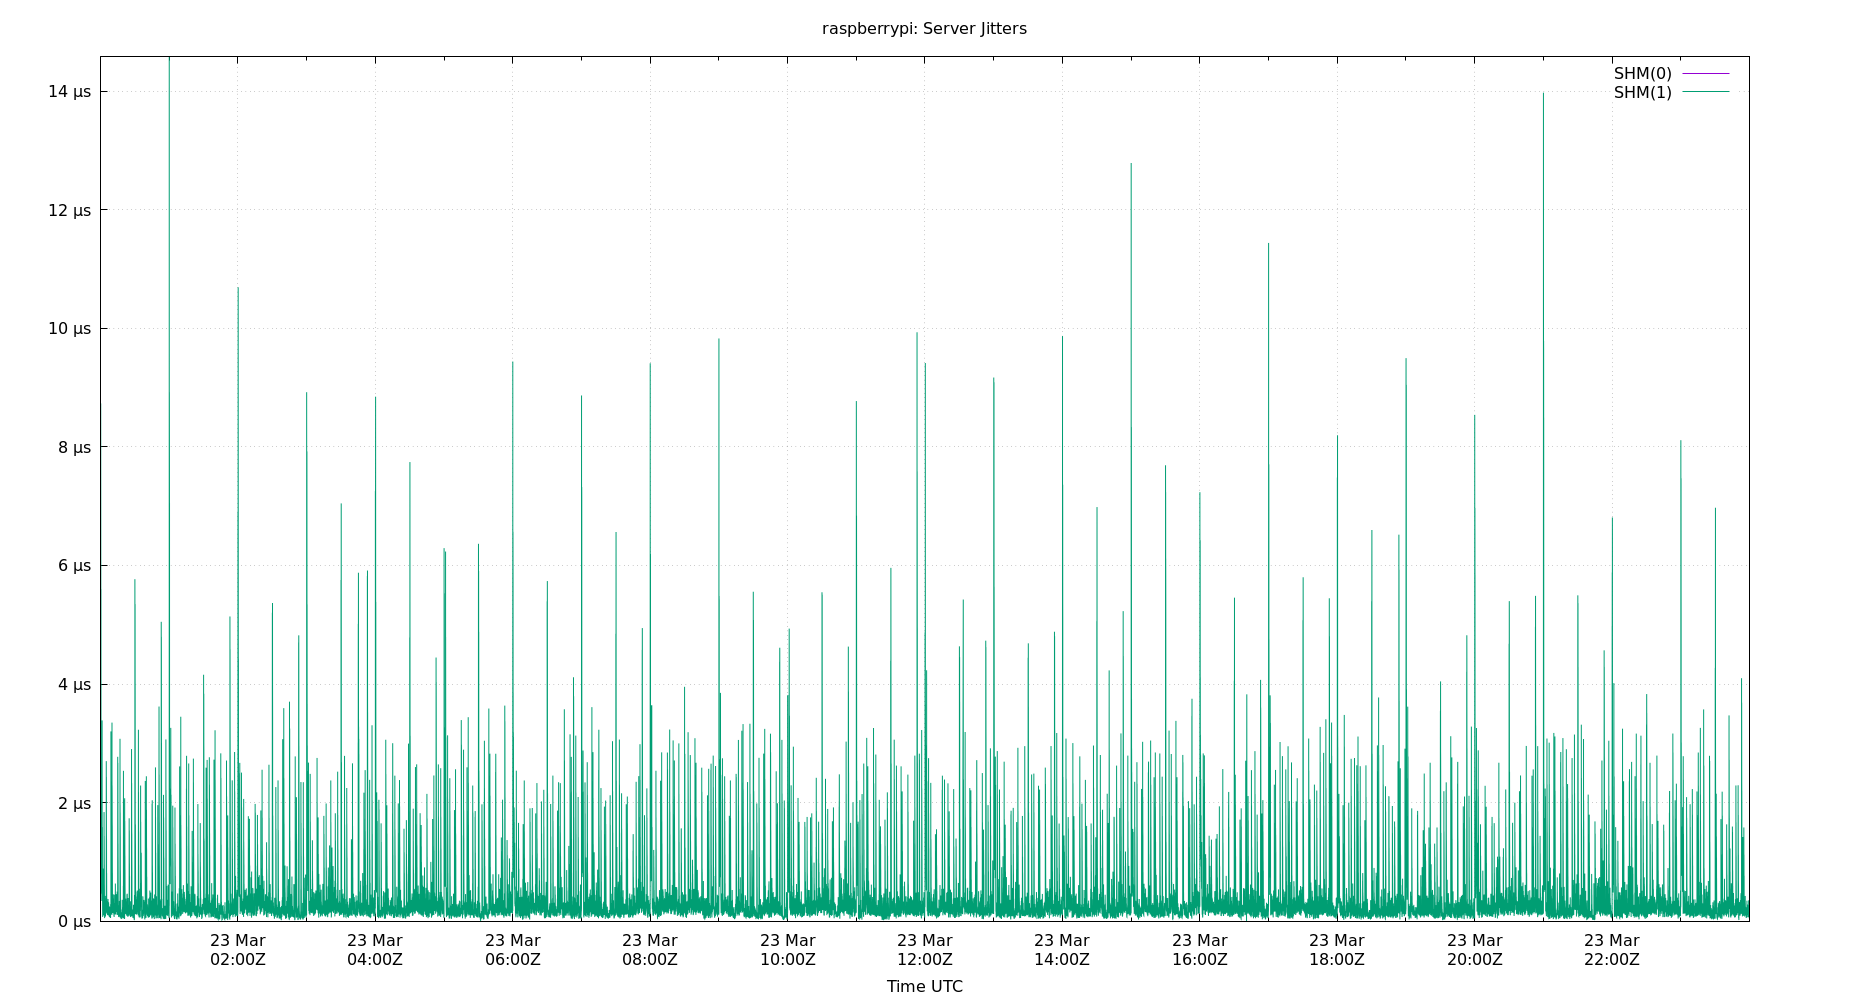 raspberrypi: Server Jitters
SHM(0)
SHM(1)
14 µs
12 µs
10 µs
8 µs
6 µs
4 µs
2 µs
0 µs
23 Mar 23 Mar 23 Mar 23 Mar 23 Mar 23 Mar 23 Mar 23 Mar 23 Mar 23 Mar 23 Mar
02:00Z 04:00Z 06:00Z 08:00Z 10:00Z 12:00Z 14:00Z 16:00Z 18:00Z 20:00Z 22:00Z
Time UTC